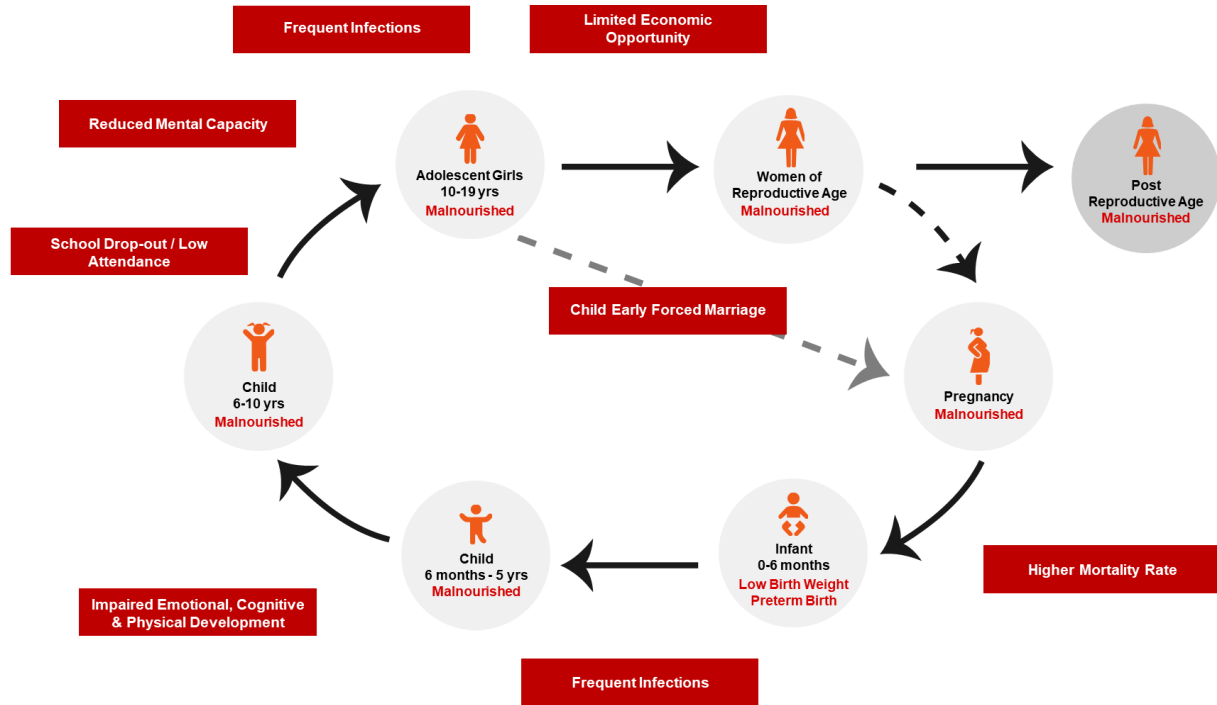 Frequent Infections
Limited Economic
Opportunity
Reduced Mental Capacity
Adolescent Girls
10-19 yrs
Malnourished
Women of
Reproductive Age
Malnourished
Post
Reproductive Age
Malnourished
School Drop-out / Low
Attendance
Child Early Forced Marriage
Child
6-10 yrs
Malnourished
Pregnancy
Malnourished
Child
6 months - 5 yrs
Malnourished
Infant
0-6 months
Low Birth Weight
Preterm Birth
Higher Mortality Rate
Impaired Emotional, Cognitive
& Physical Development
Frequent Infections